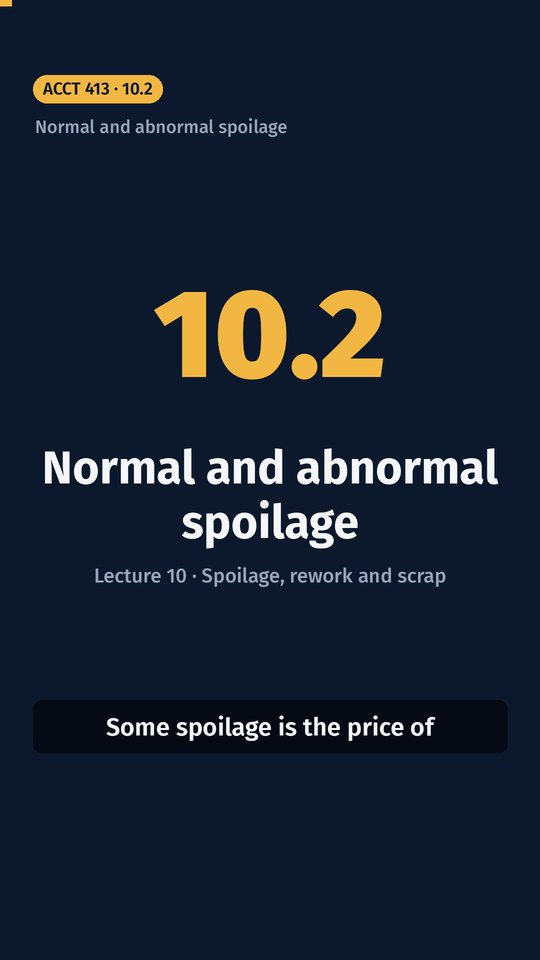 ACCT 413 · 10.2
Normal and abnormal spoilage
10.2
Normal and abnormal
spoilage
Lecture 10 · Spoilage, rework and scrap
Some spoilage is the price of